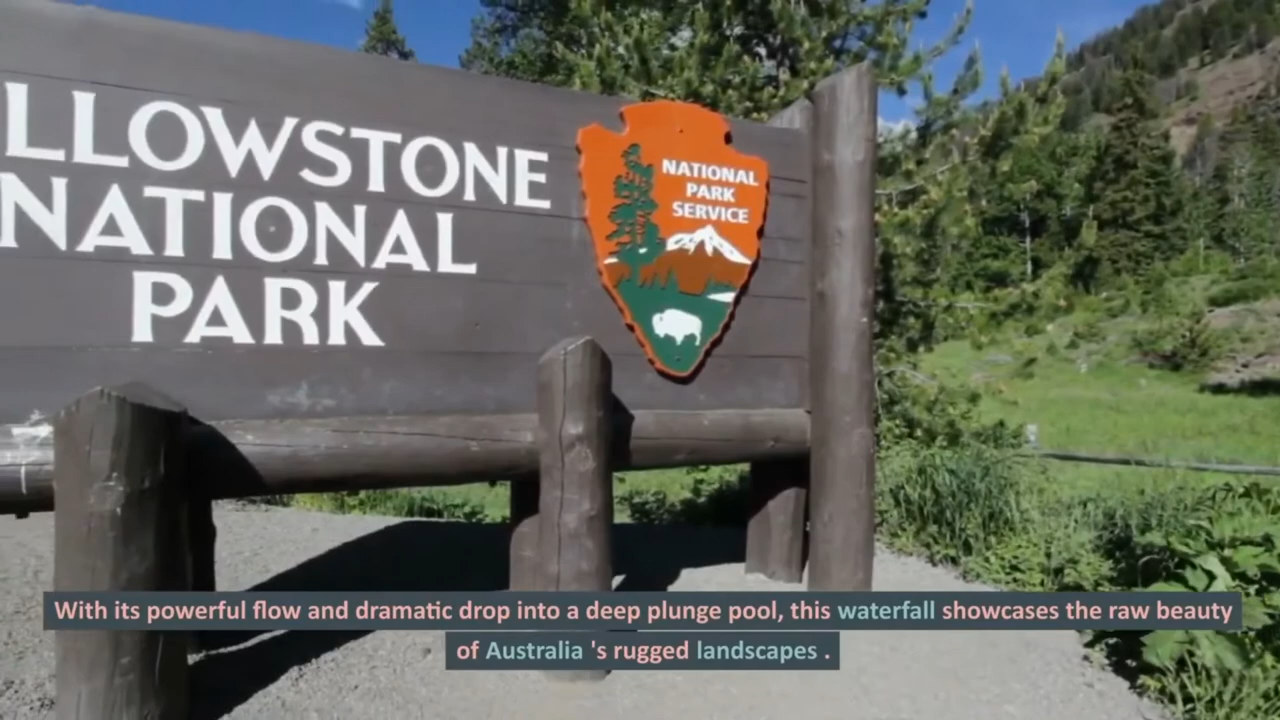 LLOWSTONE
NATIONAL
PARK
NATIONAL
PARK
SERVICE
With its powerful flow and dramatic drop into a deep plunge pool, this waterfall showcases the raw beauty
of Australia 's rugged landscapes .